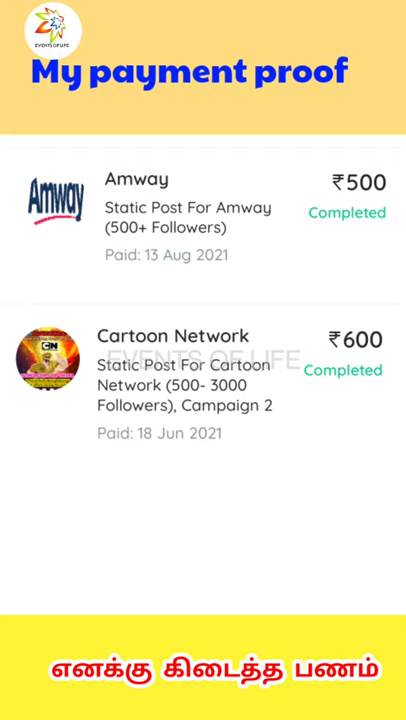 EVENTS OF LIFE
My payment proof
Amway
Amway
₹500
Static Post For Amway
(500+ Followers)
Completed
Paid: 13 Aug 2021
CN
Cartoon Network
₹600
EVENTS OF LIFE
Static Post For Cartoon
Network (500- 3000
Followers), Campaign 2
Completed
Paid: 18 Jun 2021
எனக்கு கிடைத்த பணம்